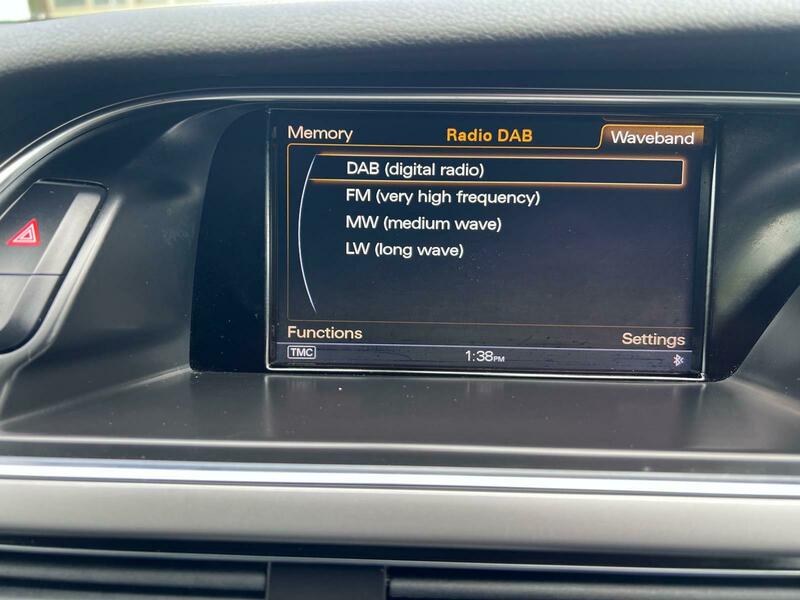 Memory
Radio DAB
Waveband
DAB (digital radio)
FM (very high frequency)
MW (medium wave)
LW (long wave)
Functions
Settings
TMC
1:38PM